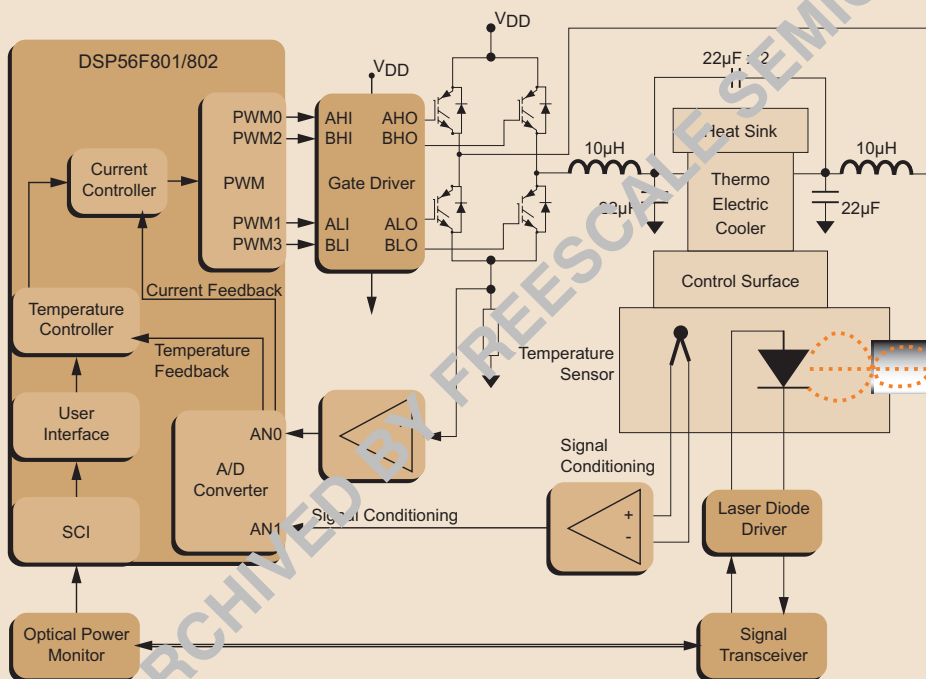 DSP56F801/802
VDD
VDD
22µF x 2
PWM0
PWM2
PWM
PWM1
PWM3
AHI
BHI
AHO
BHO
Gate Driver
ALI
BLI
ALO
BLO
Current
Controller
10µH
22µF
Heat Sink
Thermo
Electric
Cooler
10µH
22µF
Control Surface
Current Feedback
Temperature
Controller
Temperature
Feedback
Temperature
Sensor
User
Interface
AN0
A/D
Converter
AN1
Signal Conditioning
Signal
Conditioning
+
-
SCI
Laser Diode
Driver
Optical Power
Monitor
Signal
Transceiver
ARCHIVED BY FREESCALE SEMIC